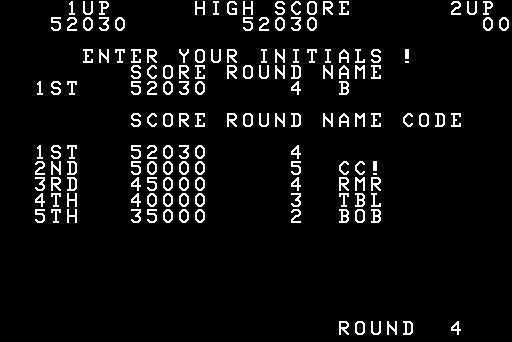 1UP HIGH SCORE 2UP
52030 52030 00
ENTER YOUR INITIALS !
SCORE ROUND NAME
1ST 52030 4 B
SCORE ROUND NAME CODE
1ST 52030 4
2ND 50000 5 CC!
3RD 45000 4 RMR
4TH 40000 3 TBL
5TH 35000 2 BOB
ROUND 4